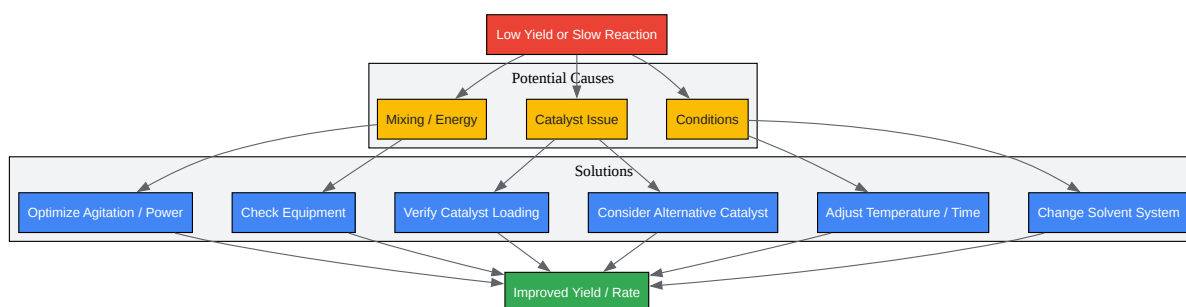 Low Yield or Slow Reaction
Potential Causes
Mixing / Energy
Catalyst Issue
Conditions
Solutions
Optimize Agitation / Power
Check Equipment
Verify Catalyst Loading
Consider Alternative Catalyst
Adjust Temperature / Time
Change Solvent System
Improved Yield / Rate